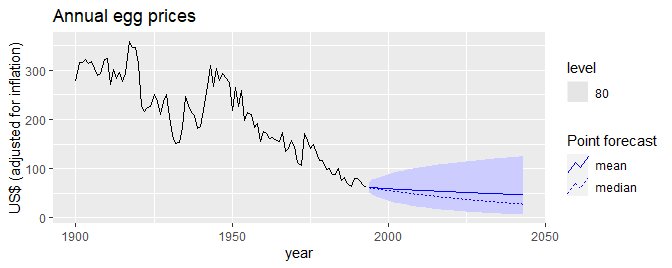 Annual egg prices
US$ (adjusted for inflation)
300
200
100
0
1900
1950
2000
2050
year
level
80
Point forecast
mean
median